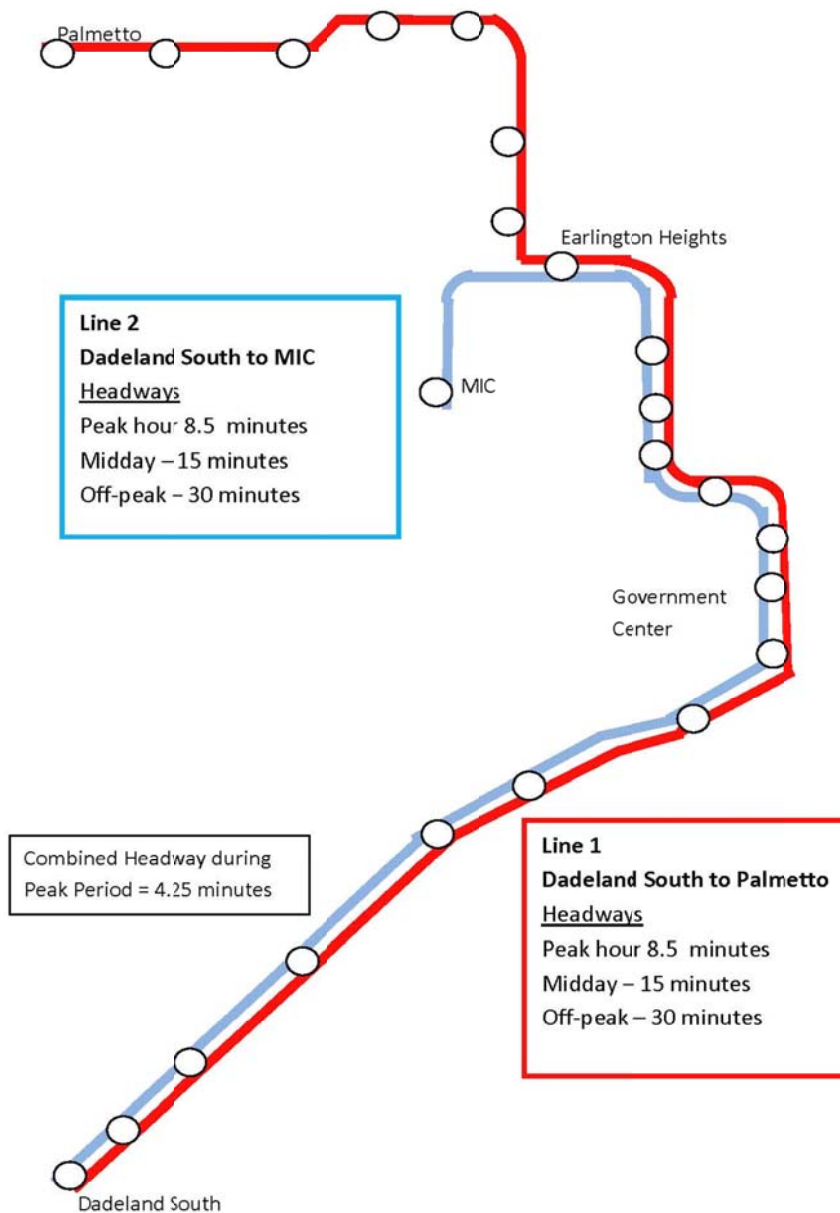 Palmetto
Earlington Heights
Line 2
Dadeland South to MIC
Headways
Peak hour 8.5 minutes
Midday – 15 minutes
Off-peak – 30 minutes
MIC
Government
Center
Combined Headway during
Peak Period = 4.25 minutes
Line 1
Dadeland South to Palmetto
Headways
Peak hour 8.5 minutes
Midday – 15 minutes
Off-peak – 30 minutes
Dadeland South